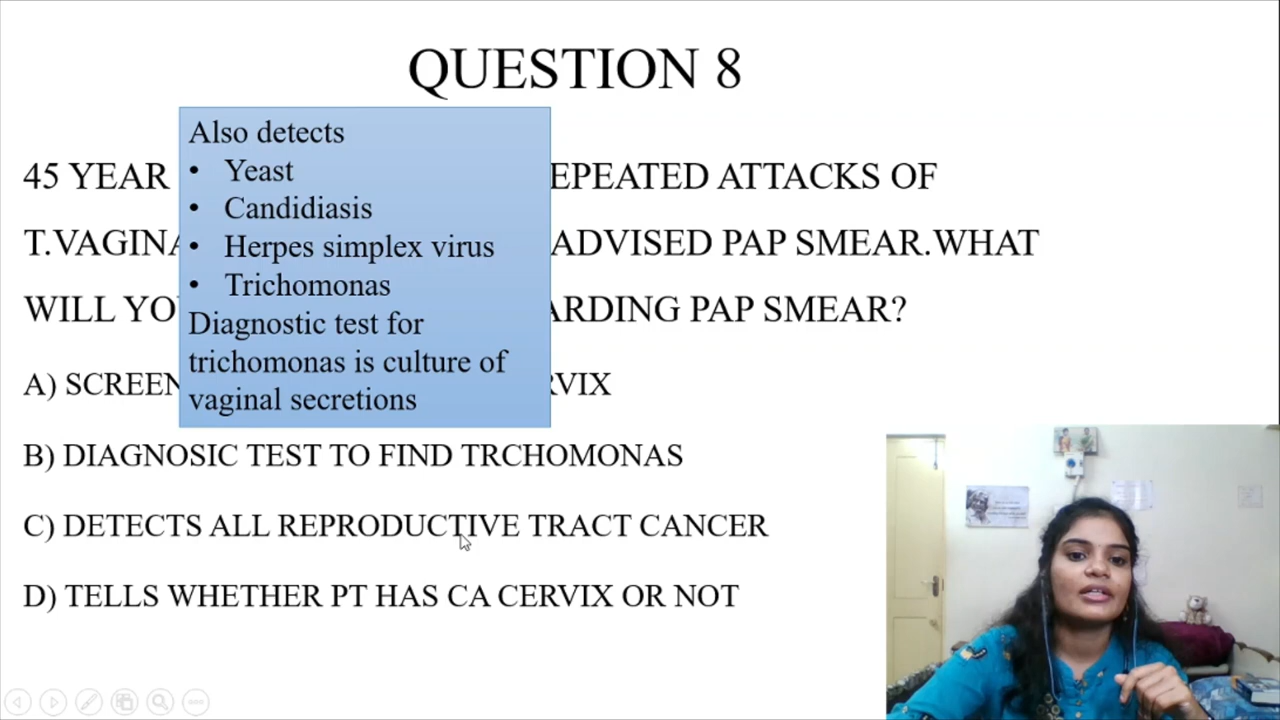 QUESTION 8
Also detects
• Yeast
• Candidiasis
• Herpes simplex virus
• Trichomonas
Diagnostic test for
trichomonas is culture of
vaginal secretions
45 YEAR EPEATED ATTACKS OF
T.VAGINA ADVISED PAP SMEAR.WHAT
WILL YO ARDING PAP SMEAR?
A) SCREEN RVIX
B) DIAGNOSIC TEST TO FIND TRCHOMONAS
C) DETECTS ALL REPRODUCTIVE TRACT CANCER
D) TELLS WHETHER PT HAS CA CERVIX OR NOT